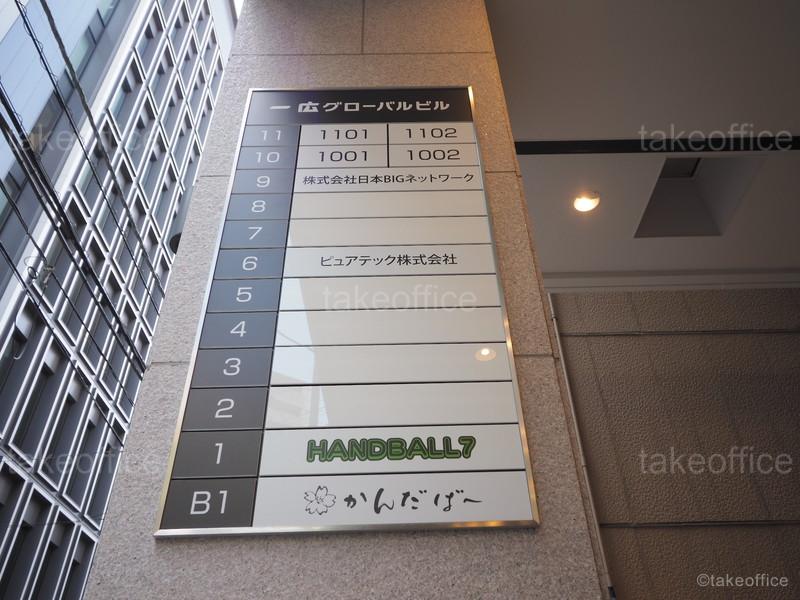 一広グローバルビル
11 1101 1102
10 1001 1002
9 株式会社日本BIGネットワーク
8
7
6 ピュアテック株式会社
5
4
3
2
1 HANDBALL7
B1 かんだばー
takeoffice
takeoffice
takeoffice
takeoffice
takeoffice
©takeoffice